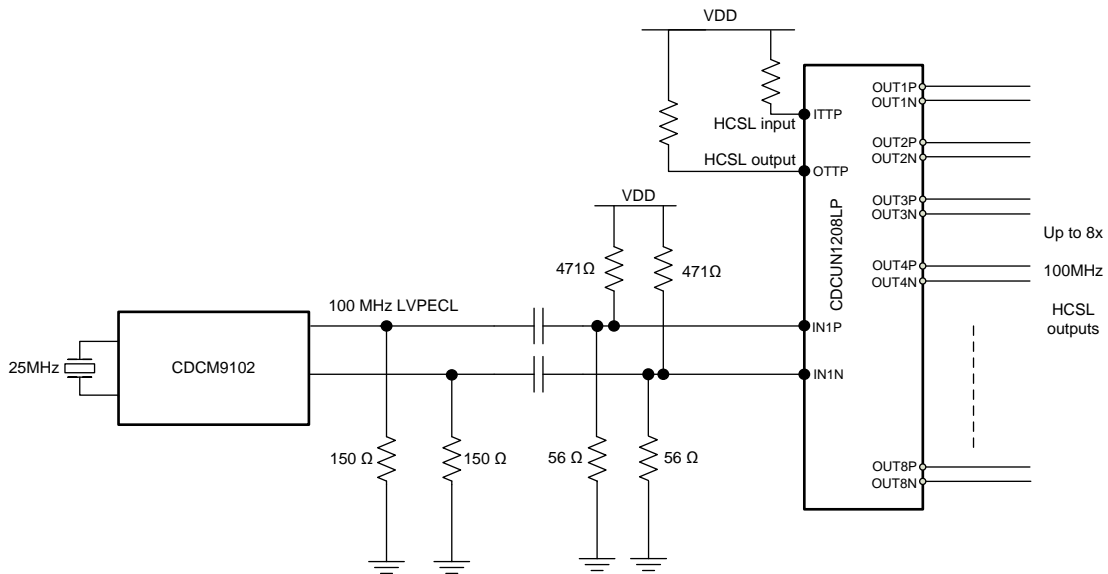 VDD
OUT1P
OUT1N
ITTP
HCSL input
OUT2P
OUT2N
HCSL output
OTTP
VDD
OUT3P
OUT3N
Up to 8x
CDCUN1208LP
471Ω
471Ω
OUT4P
OUT4N
100MHz
100 MHz LVPECL
HCSL
outputs
IN1P
25MHz
CDCM9102
IN1N
150 Ω
150 Ω
56 Ω
56 Ω
OUT8P
OUT8N